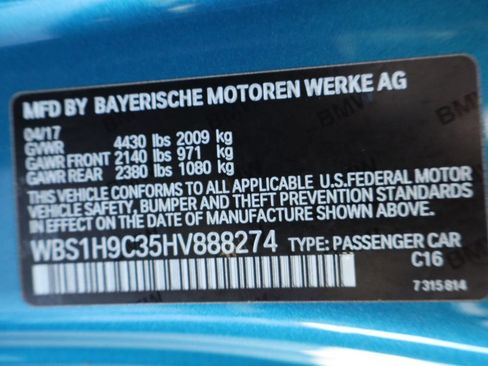 MFD BY BAYERISCHE MOTOREN WERKE AG
04/17
GVWR 4430 lbs 2009 kg
GAWR FRONT 2140 lbs 971 kg
GAWR REAR 2380 lbs 1080 kg
THIS VEHICLE CONFORMS TO ALL APPLICABLE U.S.FEDERAL MOTOR
VEHICLE SAFETY, BUMPER AND THEFT PREVENTION
STANDARDS IN EFFECT ON THE DATE OF MANUFACTURE SHOWN ABOVE.
WBS1H9C35HV888274 TYPE: PASSENGER CAR
C16
7315814